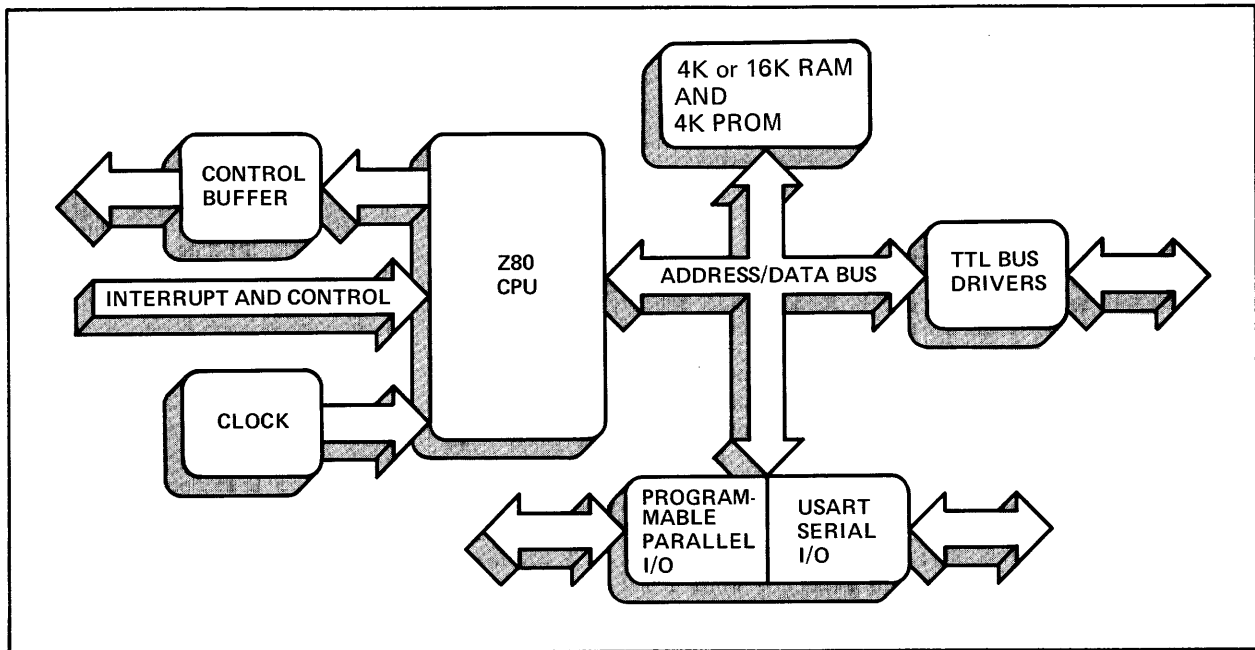 4K or 16K RAM
AND
4K PROM
CONTROL
BUFFER
Z80
CPU
ADDRESS/DATA BUS
TTL BUS
DRIVERS
INTERRUPT AND CONTROL
CLOCK
PROGRAM-
MABLE
PARALLEL
I/O
USART
SERIAL
I/O